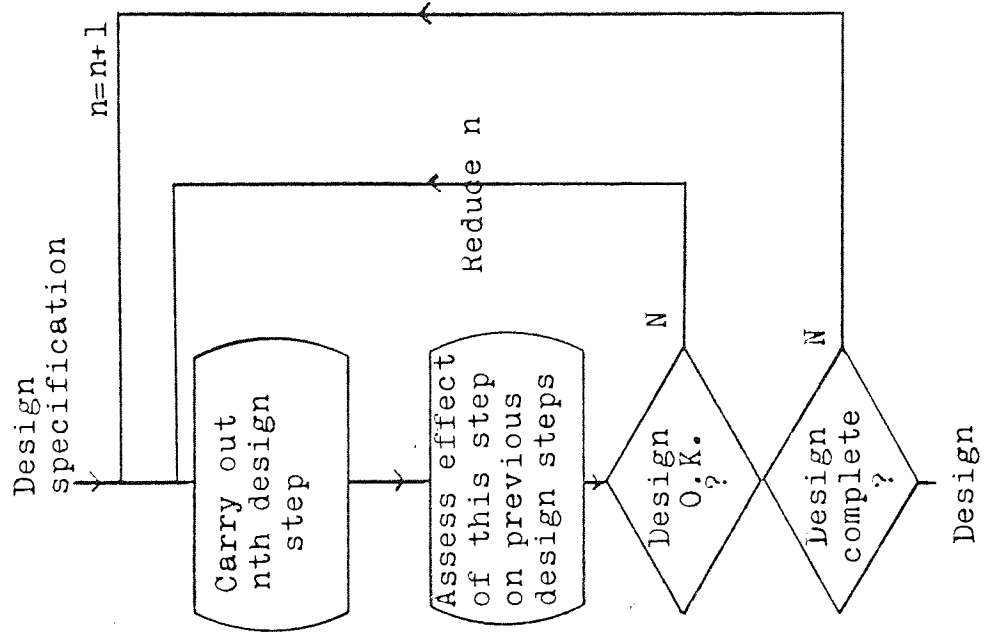 Design
specification
n=n+1
Carry out
nth design
step
Assess effect
of this step
on previous
design steps
Reduce n
Design
O.K.
?
N
Design
complete
?
N
Design